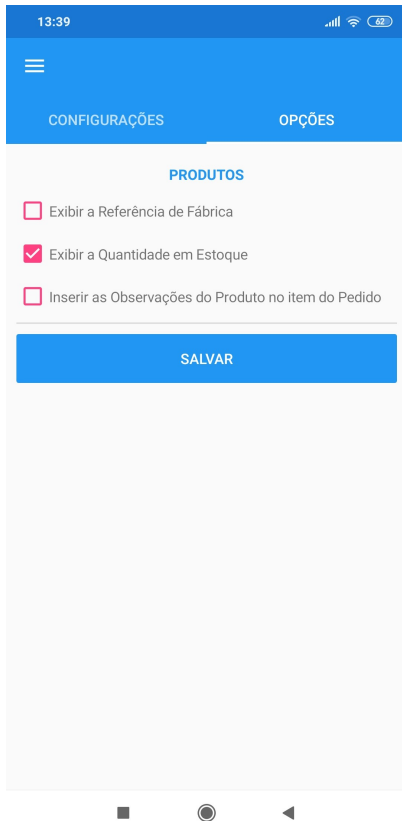 13:39
62
CONFIGURAÇÕES
OPÇÕES
PRODUTOS
Exibir a Referência de Fábrica
Exibir a Quantidade em Estoque
Inserir as Observações do Produto no item do Pedido
SALVAR